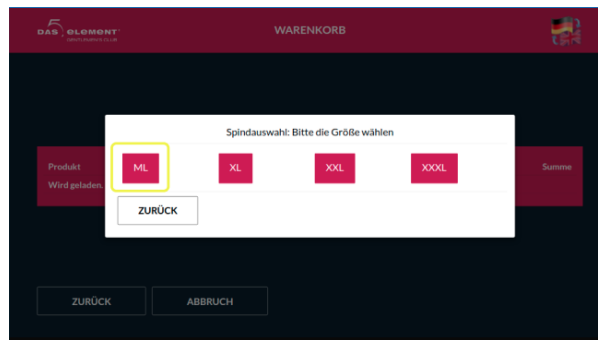 5
DAS element
WARENKORB
Spindauswahl: Bitte die Größe wählen
Produkt
ML
XL
XXL
XXXL
Summe
Wird geladen.
ZURÜCK
ZURÜCK
ABBRUCH